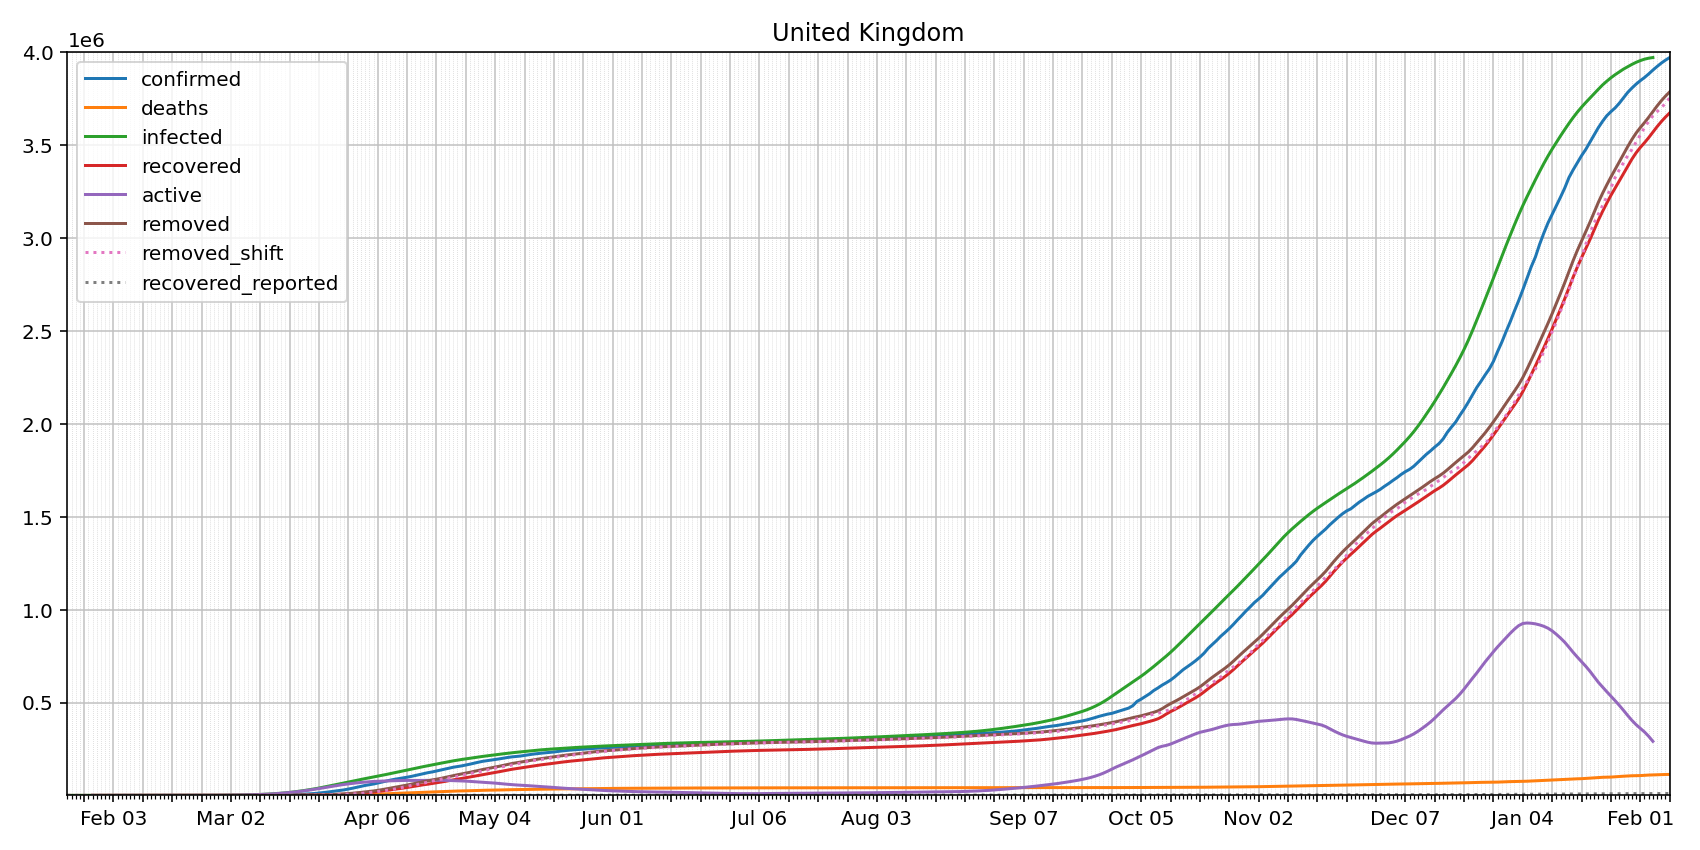 United Kingdom
1e6
4.0
3.5
3.0
2.5
2.0
1.5
1.0
0.5
confirmed
deaths
infected
recovered
active
removed
removed_shift
recovered_reported
Feb 03 Mar 02 Apr 06 May 04 Jun 01 Jul 06 Aug 03 Sep 07 Oct 05 Nov 02 Dec 07 Jan 04 Feb 01